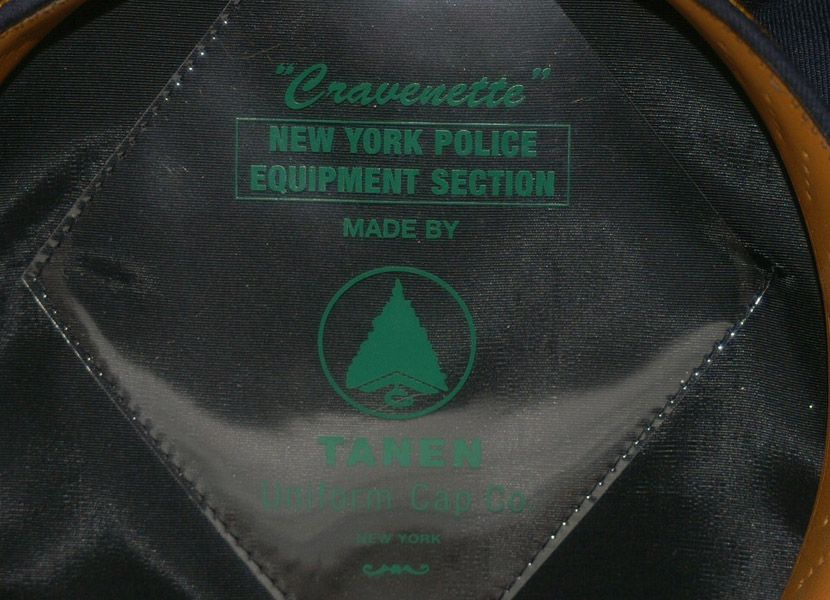 "Cravenette"
NEW YORK POLICE
EQUIPMENT SECTION
MADE BY
TANEN
Uniform Cap Co.
NEW YORK